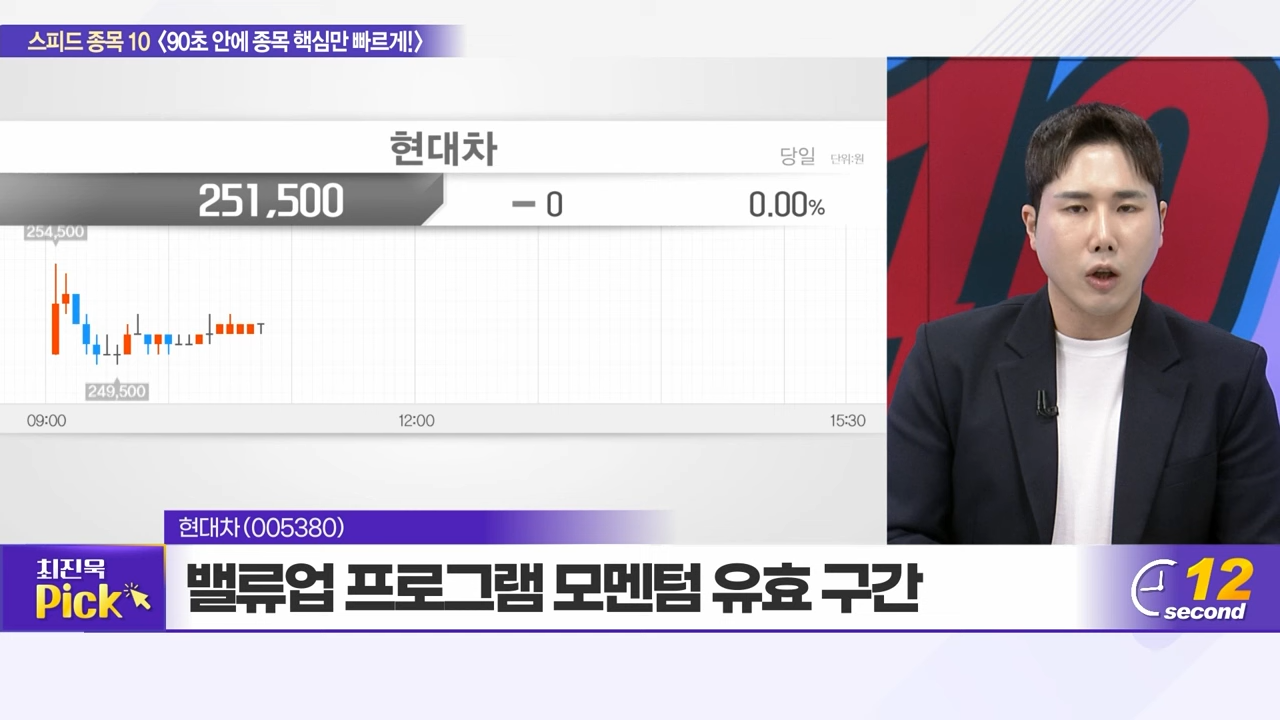 스피드 종목 10 <90초 안에 종목 핵심만 빠르게!>
현대차
당일 단위:원
251,500 - 0 0.00%
254,500
249,500
09:00 12:00 15:30
현대차(005380)
최진욱
Pick
밸류업 프로그램 모멘텀 유효 구간
12
second
10